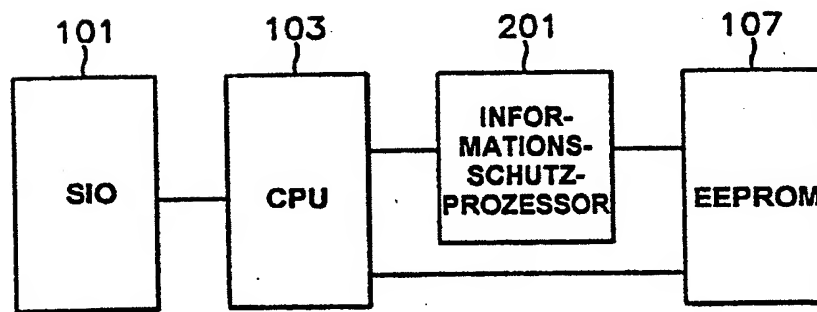 101 103 201 107
SIO
CPU
INFOR-
MATIONS-
SCHUTZ-
PROZESSOR
EEPROM